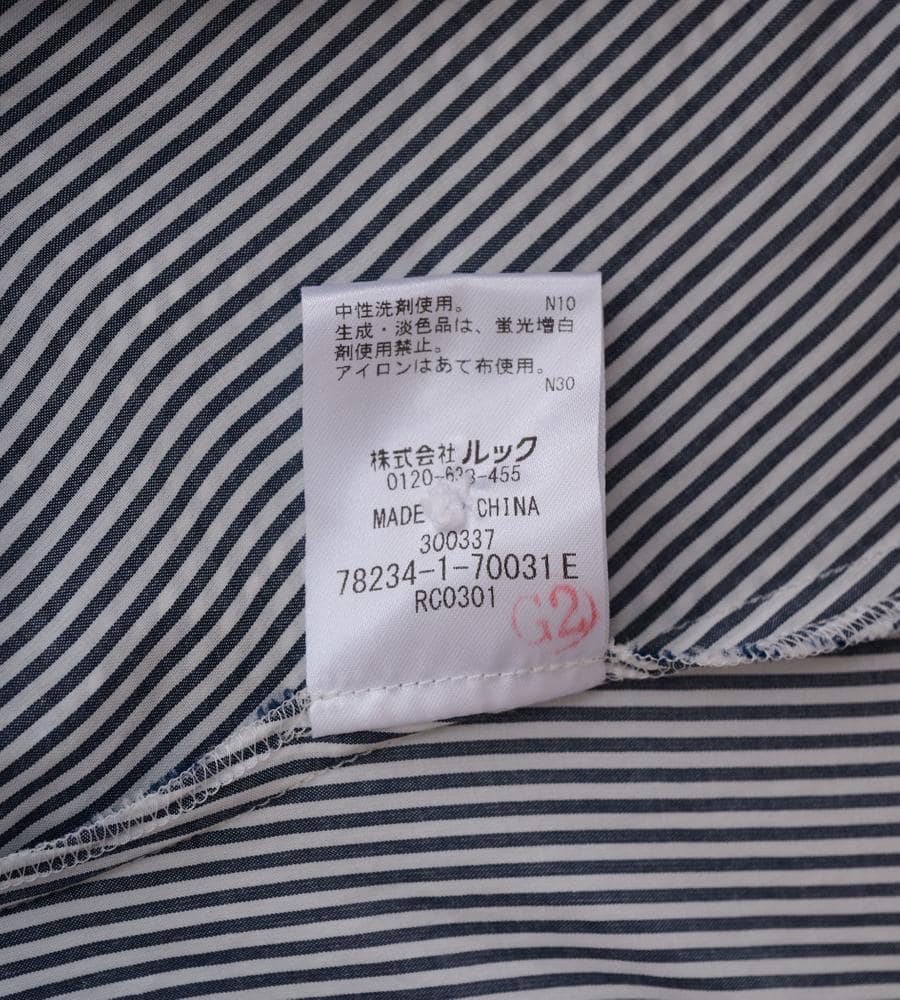 中性洗剤使用。 N10
生成・淡色品は、蛍光増白
剤使用禁止。
アイロンはあて布使用。
N30
株式会社ルック
MADE CHINA
300337
78234-1-70031E
RC0301
G2